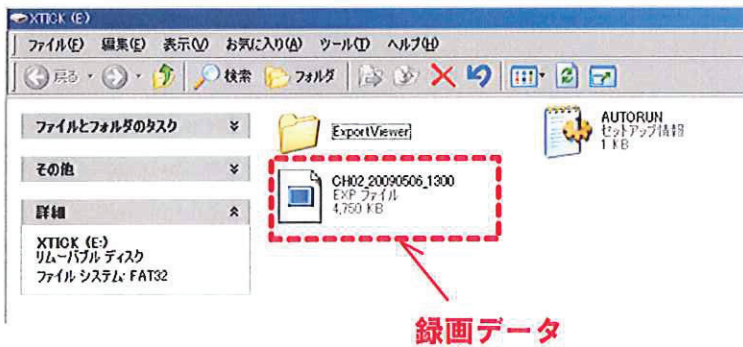 XTICK (E)
ファイル(F) 編集(E) 表示(V) お気に入り(A) ツール(T) ヘルプ(H)
戻る 検索 フォルダ
ファイルとフォルダのタスク
その他
詳細
XTICK (E:)
リムーバブル ディスク
ファイル システム: FAT32
ExportViewer
CH02_20090506_1300
EXP ファイル
4,750 KB
AUTORUN
セットアップ情報
1 KB
録画データ